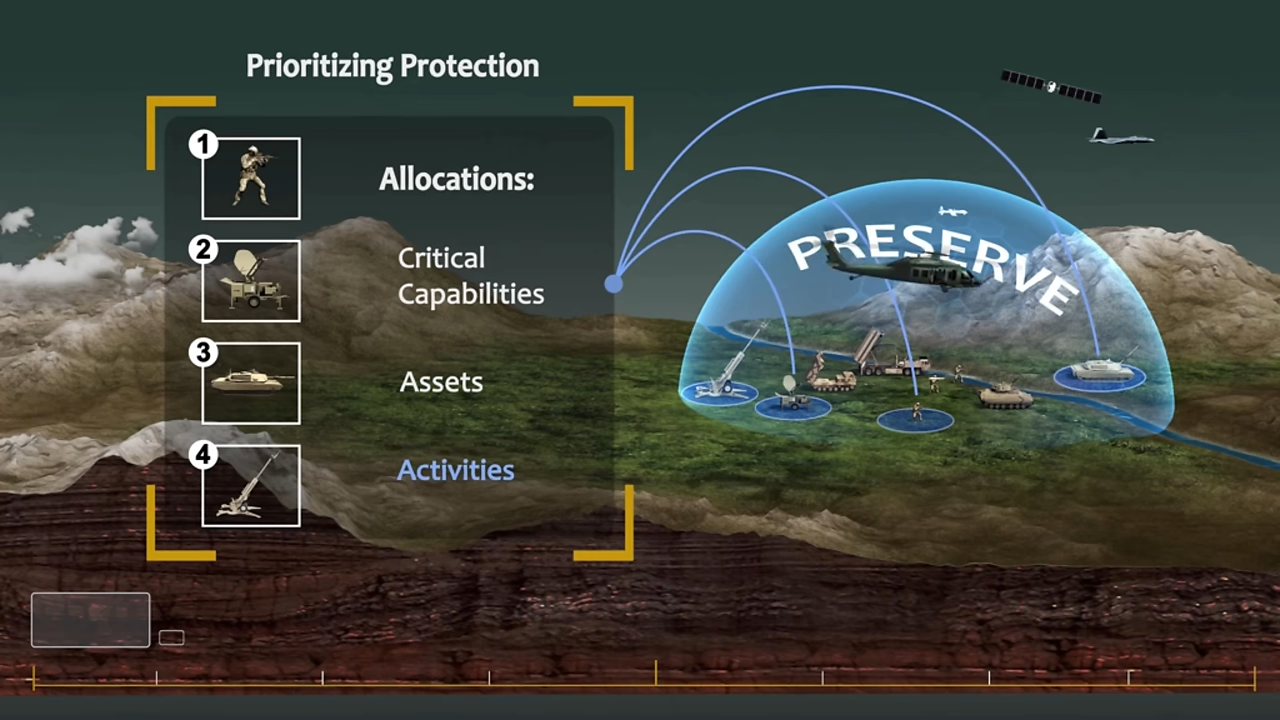 Prioritizing Protection
1
Allocations:
2
Critical
Capabilities
3
Assets
4
Activities
PRESERVE